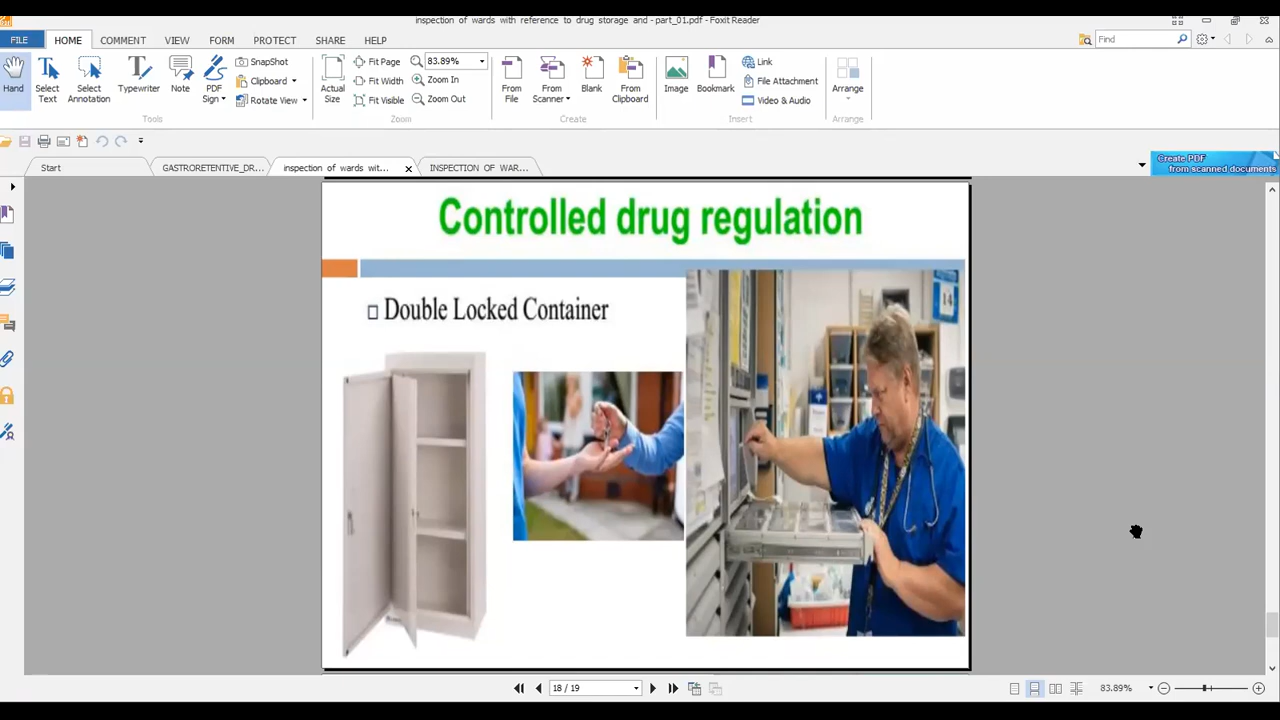 inspection of wards with reference to drug storage and - part_01.pdf - Foxit Reader
FILE HOME COMMENT VIEW FORM PROTECT SHARE HELP
Find
Hand
Select Text
Select Annotation
Typewriter
Note
PDF Sign
SnapShot
Clipboard
Rotate View
Tools
Actual Size
Fit Page
Fit Width
Fit Visible
83.89%
Zoom In
Zoom Out
Zoom
From File
From Scanner
Blank
From Clipboard
Create
Image
Bookmark
Link
File Attachment
Video & Audio
Insert
Arrange
Arrange
Start
GASTRORETENTIVE_DR...
inspection of wards wit...
INSPECTION OF WAR...
Create PDF
from scanned documents
Controlled drug regulation
Double Locked Container
14
18 / 19
83.89%